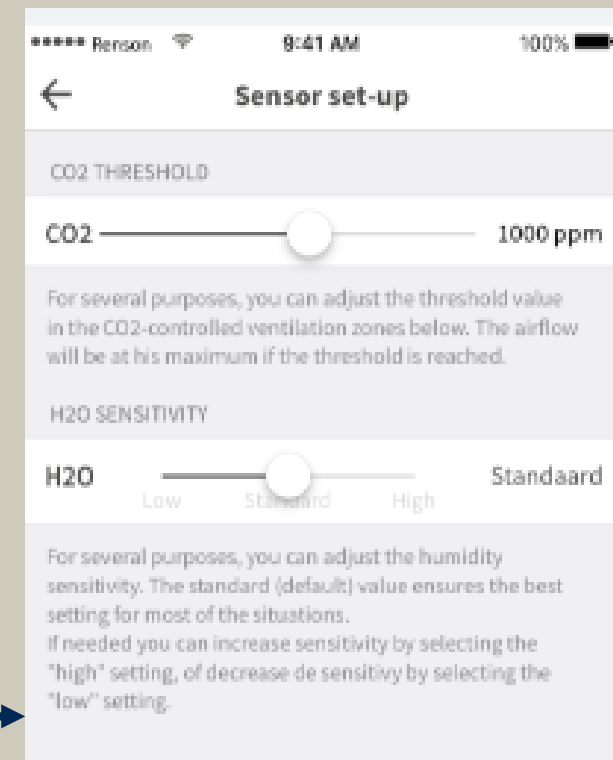 Renson 9:41 AM 100%
Sensor set-up
CO2 THRESHOLD
CO2 1000 ppm
For several purposes, you can adjust the threshold value
in the CO2-controlled ventilation zones below. The airflow
will be at his maximum if the threshold is reached.
H2O SENSITIVITY
H2O Standaard
Low Standard High
For several purposes, you can adjust the humidity
sensitivity. The standard (default) value ensures the best
setting for most of the situations.
If needed you can increase sensitivity by selecting the
"high" setting, of decrease de sensitivy by selecting the
"low" setting.